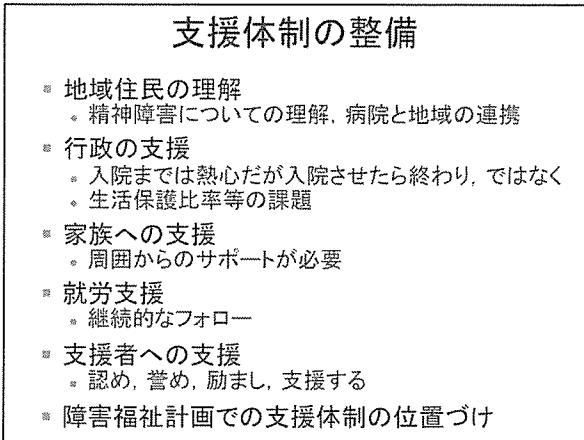 支援体制の整備
地域住民の理解
精神障害についての理解，病院と地域の連携
行政の支援
入院までは熱心だが入院させたら終わり，ではなく
生活保護比率等の課題
家族への支援
周囲からのサポートが必要
就労支援
継続的なフォロー
支援者への支援
認め，誉め，励まし，支援する
障害福祉計画での支援体制の位置づけ